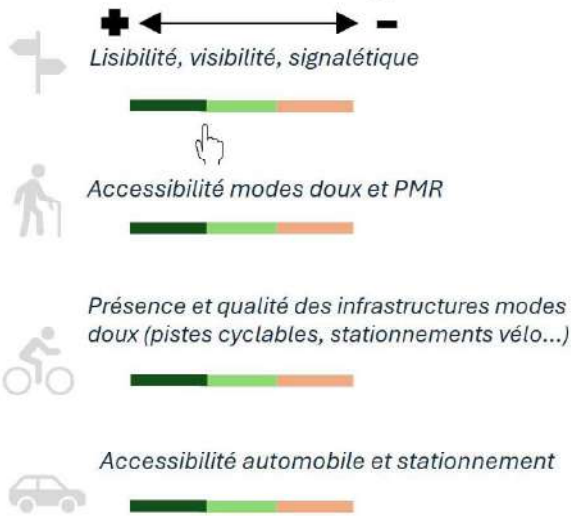 Lisibilité, visibilité, signalétique
Accessibilité modes doux et PMR
Présence et qualité des infrastructures modes
doux (pistes cyclables, stationnements vélo...)
Accessibilité automobile et stationnement